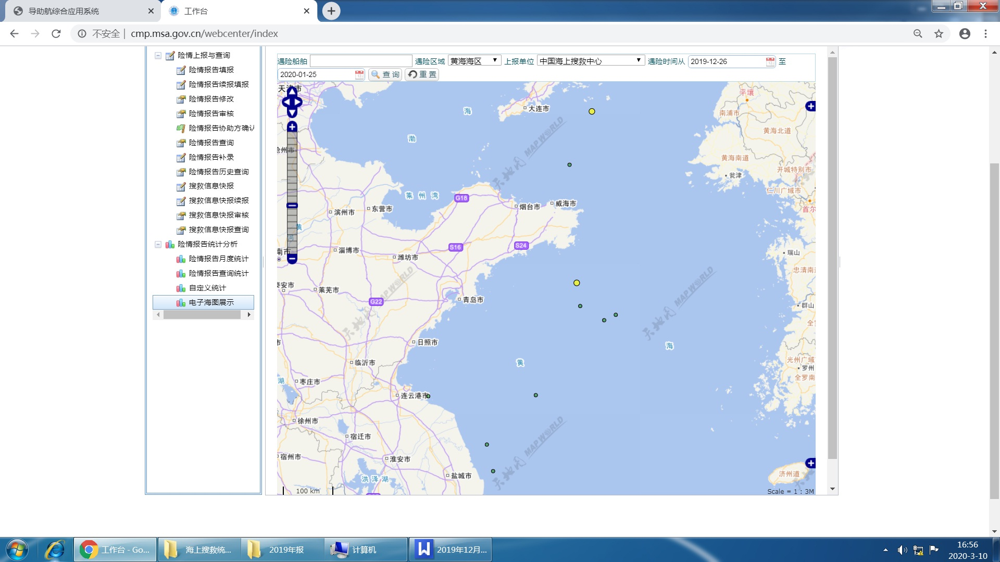 导助航综合应用系统
工作台
不安全 | cmp.msa.gov.cn/webcenter/index
险情上报与查询
险情报告填报
险情报告续报填报
险情报告修改
险情报告审核
险情报告协助方确认
险情报告查询
险情报告补录
险情报告历史查询
搜救信息快报
搜救信息快报续报
搜救信息快报审核
搜救信息快报查询
险情报告统计分析
险情报告月度统计
险情报告查询统计
自定义统计
电子海图展示
遇险船舶 遇险区域 黄海海区 上报单位 中国海上搜救中心 遇险时间从 2019-12-26 至
2020-01-25 查 询 重 置
天津市
大连市
海
渤
沧州市
平壤
南浦市
黄海北道
黄海南道
瓮津
开城特别市
仁川广域市
首尔
莱 州 湾
G18
烟台市
威海市
滨州市
东营市
黄
河
S16
S24
淄博市
潍坊市
南市
瑞山
忠清南道
泰安市
莱芜市
G22
青岛市
群山
全
日照市
市
海
临沂市
黄
光州广域
罗州
全罗南
湖
枣庄市
连云港市
徐州市
宿迁市
宿州市
淮安市
洪 泽 湖
盐城市
济州道
天地图 MAP WORLD
天地图 MAP WORLD
天地图 MAP WORLD
天地图 MAP WORLD
100 km
Scale = 1 : 3M
工作台 - Go...
海上搜救统...
2019年报
计算机
2019年12月...
16:56
2020-3-10